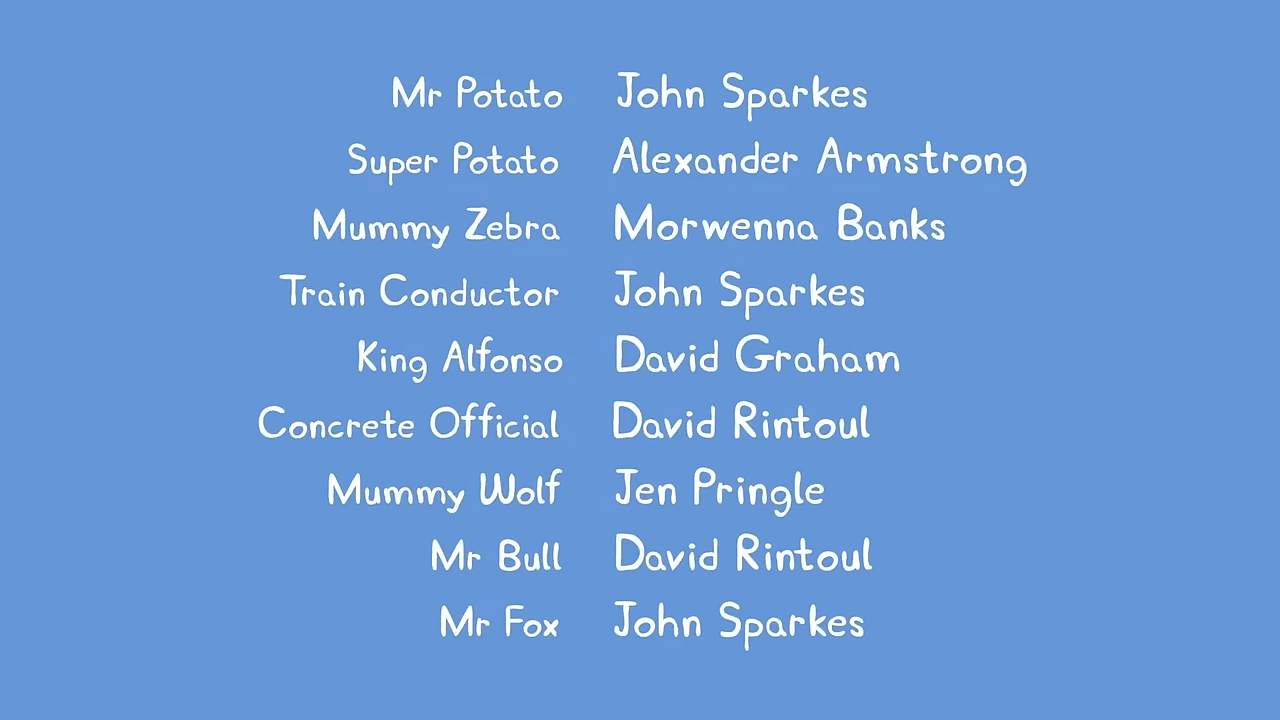 Mr Potato John Sparkes
Super Potato Alexander Armstrong
Mummy Zebra Morwenna Banks
Train Conductor John Sparkes
King Alfonso David Graham
Concrete Official David Rintoul
Mummy Wolf Jen Pringle
Mr Bull David Rintoul
Mr Fox John Sparkes